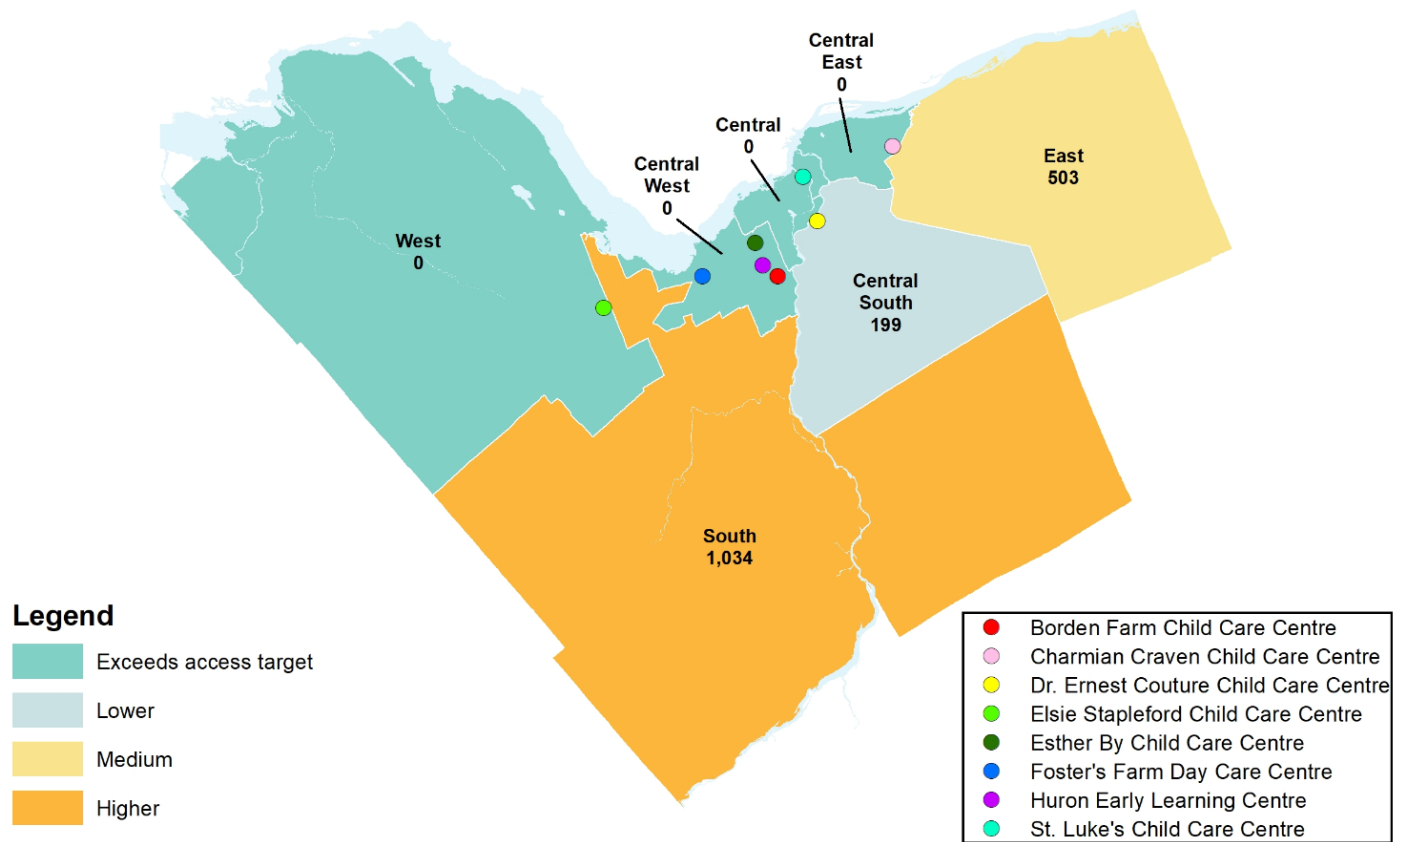 Central
East
0
Central
0
Central
West
0
East
503
West
0
Central
South
199
South
1,034
Legend
Exceeds access target
Lower
Medium
Higher
Borden Farm Child Care Centre
Charmian Craven Child Care Centre
Dr. Ernest Couture Child Care Centre
Elsie Stapleford Child Care Centre
Esther By Child Care Centre
Foster's Farm Day Care Centre
Huron Early Learning Centre
St. Luke's Child Care Centre